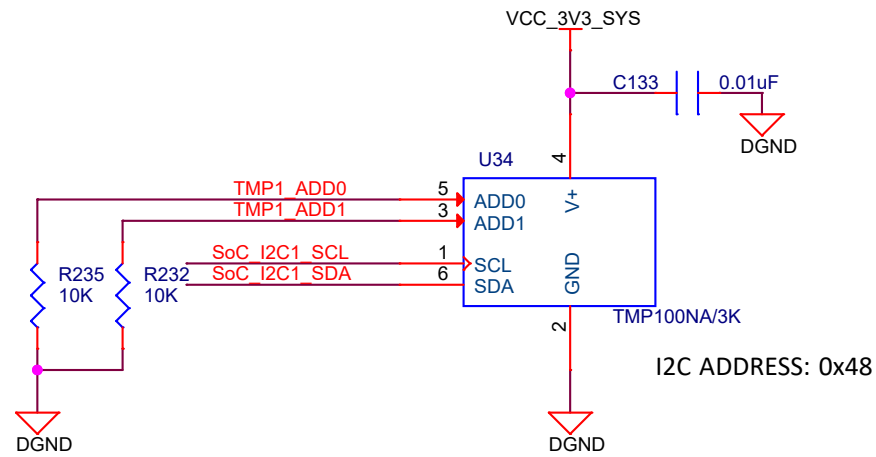 VCC_3V3_SYS
C133 0.01uF
DGND
U34
4
TMP1_ADD0 5 ADD0 V+
TMP1_ADD1 3 ADD1
SoC_I2C1_SCL 1 SCL GND
SoC_I2C1_SDA 6 SDA
R235 R232
10K 10K
2
TMP100NA/3K
I2C ADDRESS: 0x48
DGND DGND